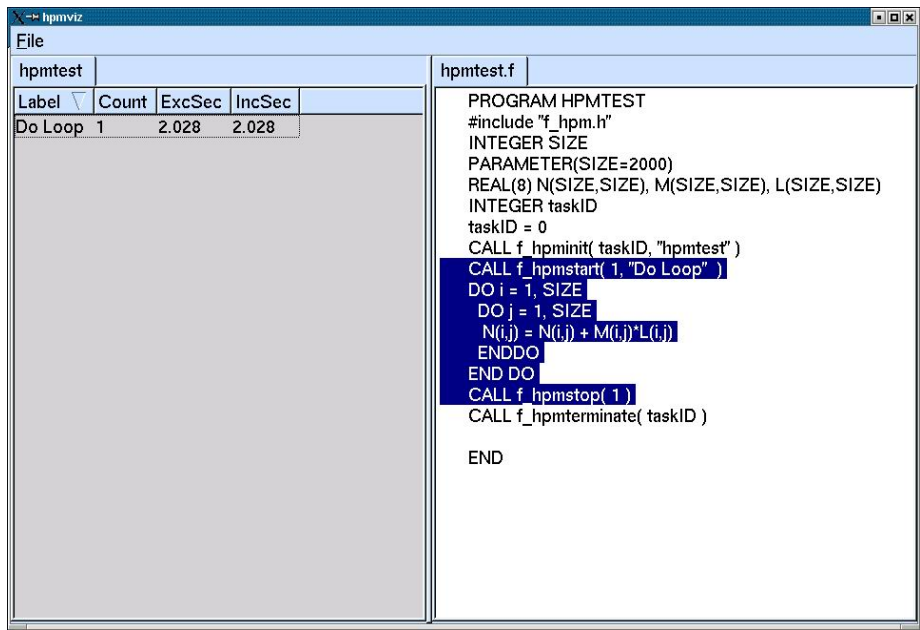 hpmviz
File
hpmtest
Label Count ExcSec IncSec
Do Loop 1 2.028 2.028
hpmtest.f
PROGRAM HPMTEST
#include "f_hpm.h"
INTEGER SIZE
PARAMETER(SIZE=2000)
REAL(8) N(SIZE,SIZE), M(SIZE,SIZE), L(SIZE,SIZE)
INTEGER taskID
taskID = 0
CALL f_hpminit( taskID, "hpmtest" )
CALL f_hpmstart( 1, "Do Loop" )
DO i = 1, SIZE
DO j = 1, SIZE
N(i,j) = N(i,j) + M(i,j)*L(i,j)
ENDDO
END DO
CALL f_hpmstop( 1 )
CALL f_hpmterminate( taskID )
END